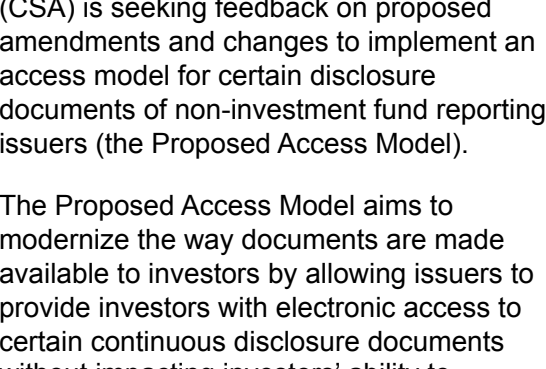 (CSA) is seeking feedback on proposed
amendments and changes to implement an
access model for certain disclosure
documents of non-investment fund reporting
issuers (the Proposed Access Model).
The Proposed Access Model aims to
modernize the way documents are made
available to investors by allowing issuers to
provide investors with electronic access to
certain continuous disclosure documents
without impacting investors' ability to